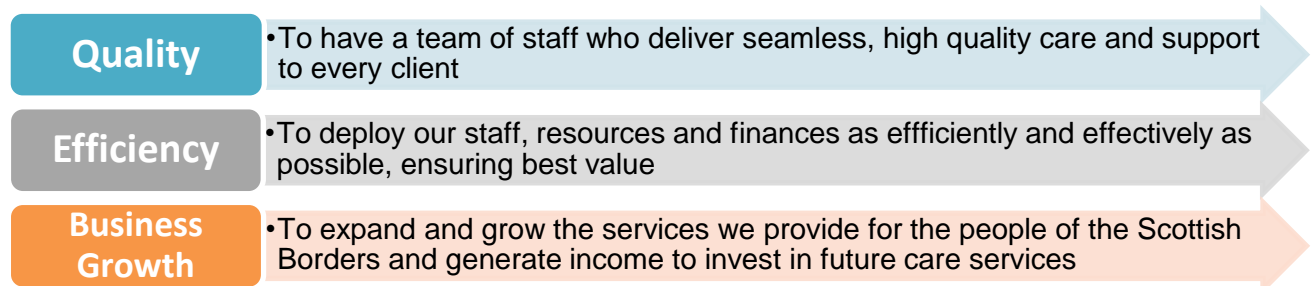 Quality
•To have a team of staff who deliver seamless, high quality care and support
to every client
Efficiency
•To deploy our staff, resources and finances as effficiently and effectively as
possible, ensuring best value
Business
Growth
•To expand and grow the services we provide for the people of the Scottish
Borders and generate income to invest in future care services